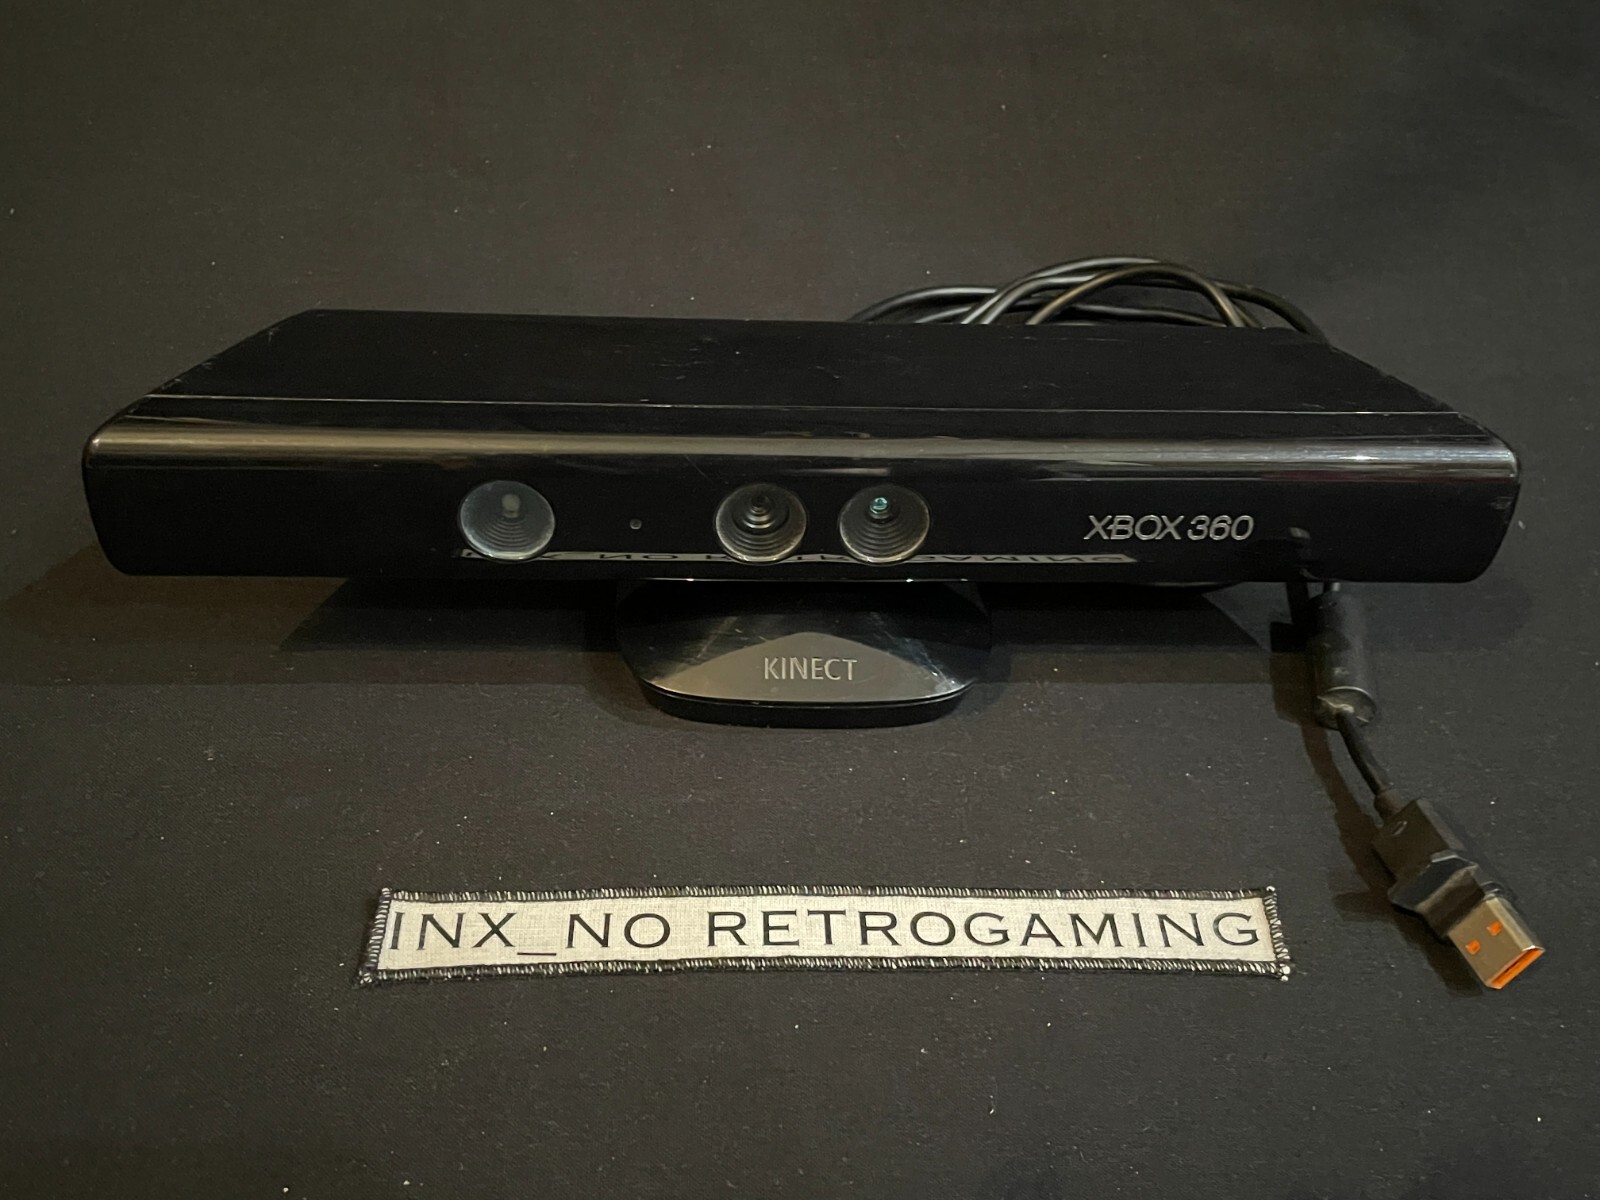 XBOX 360
KINECT
INX_NO RETROGAMING